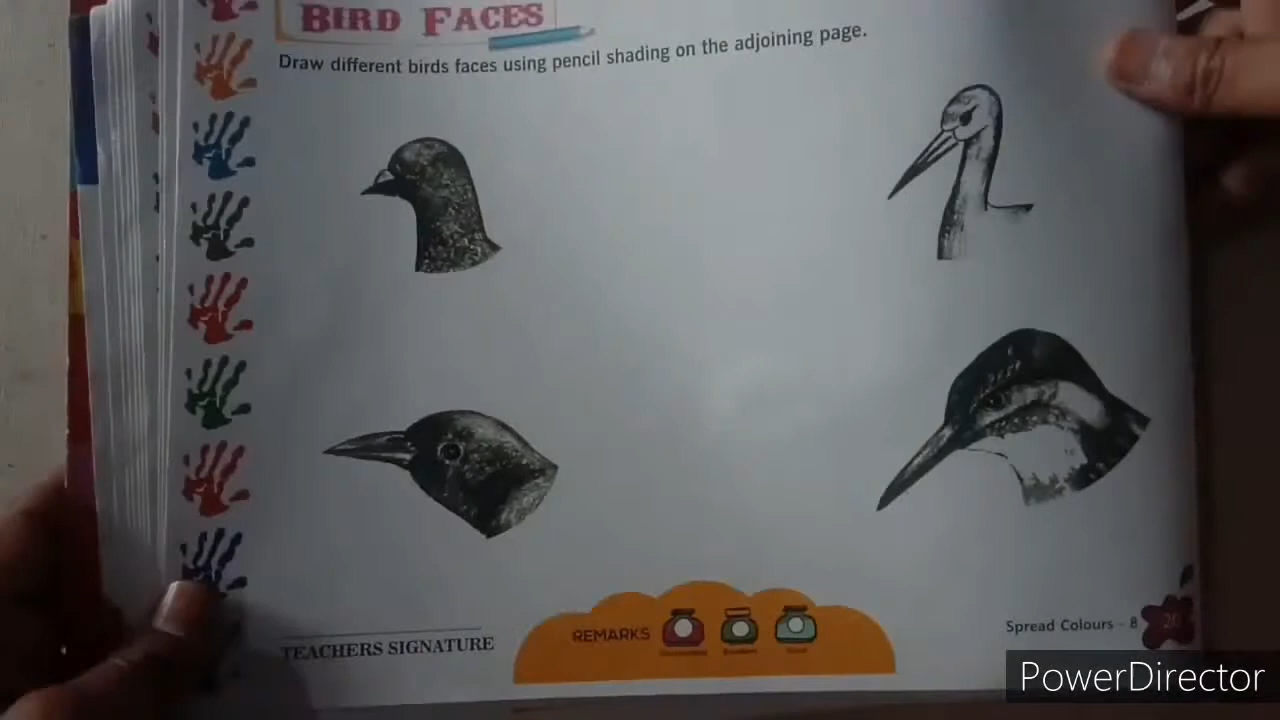 BIRD FACES
Draw different birds faces using pencil shading on the adjoining page.
TEACHERS SIGNATURE
REMARKS
Spread Colours - 8
20
PowerDirector